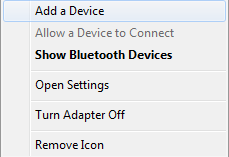 Add a Device
Allow a Device to Connect
Show Bluetooth Devices
Open Settings
Turn Adapter Off
Remove Icon